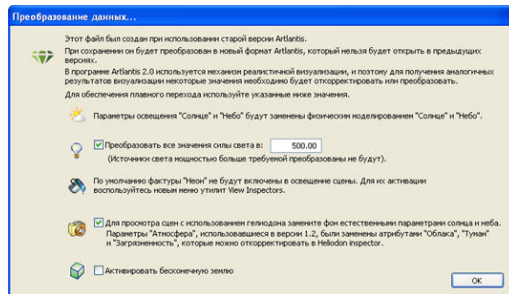 Преобразование данных...
Этот файл был создан при использовании старой версии Artlantis.
При сохранении он будет преобразован в новый формат Artlantis, который нельзя будет открыть в предыдущих
версиях.
В программе Artlantis 2.0 используется механизм реалистичной визуализации, и поэтому для получения аналогичных
результатов визуализации некоторые значения необходимо будет откорректировать или преобразовать.
Для обеспечения плавного перехода используйте указанные ниже значения.
Параметры освещения "Солнце" и "Небо" будут заменены физическим моделированием "Солнце" и "Небо".
Преобразовать все значения силы света в: 500.00
(Источники света мощностью больше требуемой преобразованы не будут).
По умолчанию фактуры "Неон" не будут включены в освещение сцены. Для их активации
воспользуйтесь новым меню утилит View Inspectors.
Для просмотра сцен с использованием гелиодона замените фон естественными параметрами солнца и неба.
Параметры "Атмосфера", использовавшиеся в версии 1.2, были заменены атрибутами "Облака", "Туман"
и "Загрязненность", которые можно откорректировать в Heliodon inspector.
Активировать бесконечную землю
OK